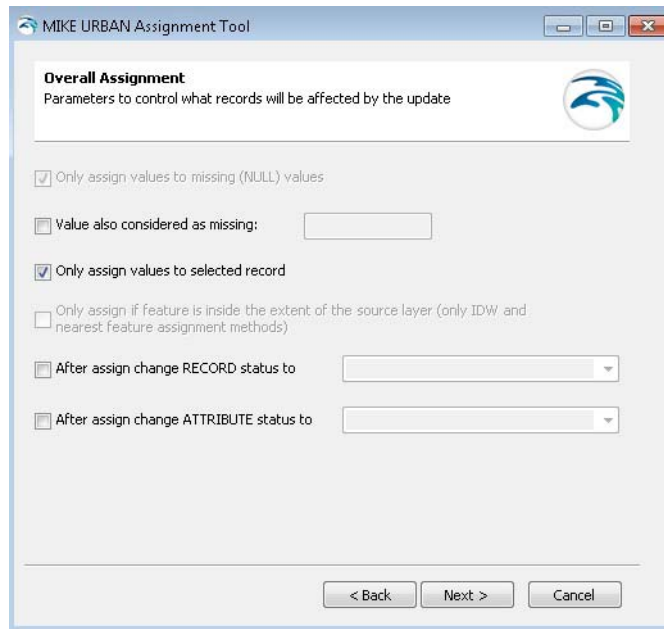 MIKE URBAN Assignment Tool
Overall Assignment
Parameters to control what records will be affected by the update
Only assign values to missing (NULL) values
Value also considered as missing:
Only assign values to selected record
Only assign if feature is inside the extent of the source layer (only IDW and
nearest feature assignment methods)
After assign change RECORD status to
After assign change ATTRIBUTE status to
< Back Next > Cancel